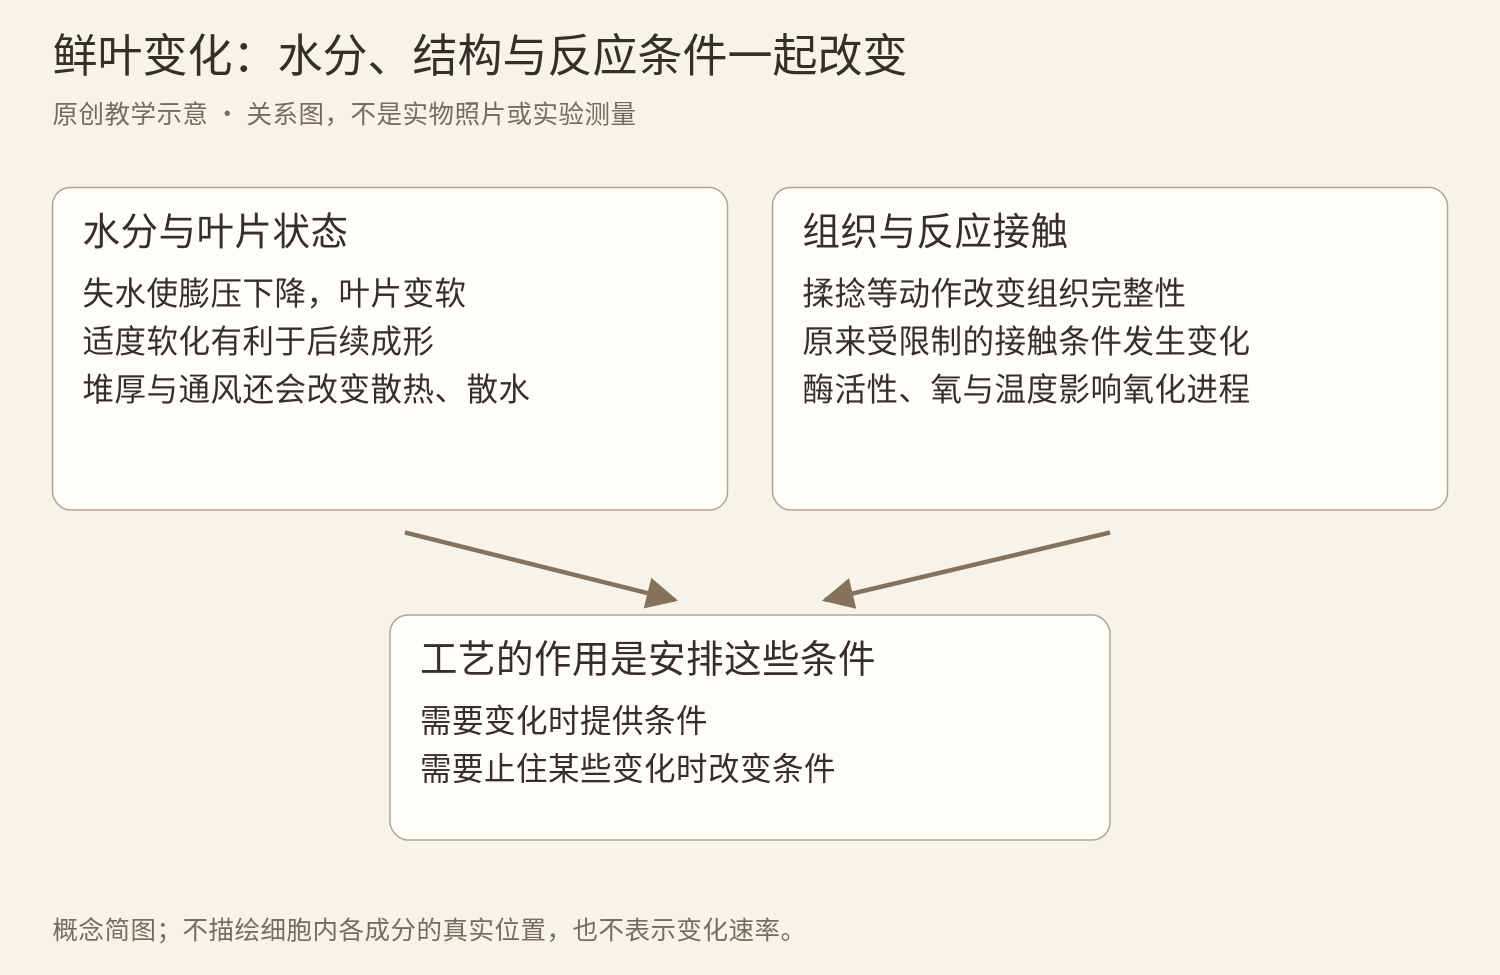 鲜叶变化：水分、结构与反应条件一起改变
原创教学示意 · 关系图，不是实物照片或实验测量
水分与叶片状态
失水使膨压下降，叶片变软
适度软化有利于后续成形
堆厚与通风还会改变散热、散水
组织与反应接触
揉捻等动作改变组织完整性
原来受限制的接触条件发生变化
酶活性、氧与温度影响氧化进程
工艺的作用是安排这些条件
需要变化时提供条件
需要止住某些变化时改变条件
概念简图；不描绘细胞内各成分的真实位置，也不表示变化速率。